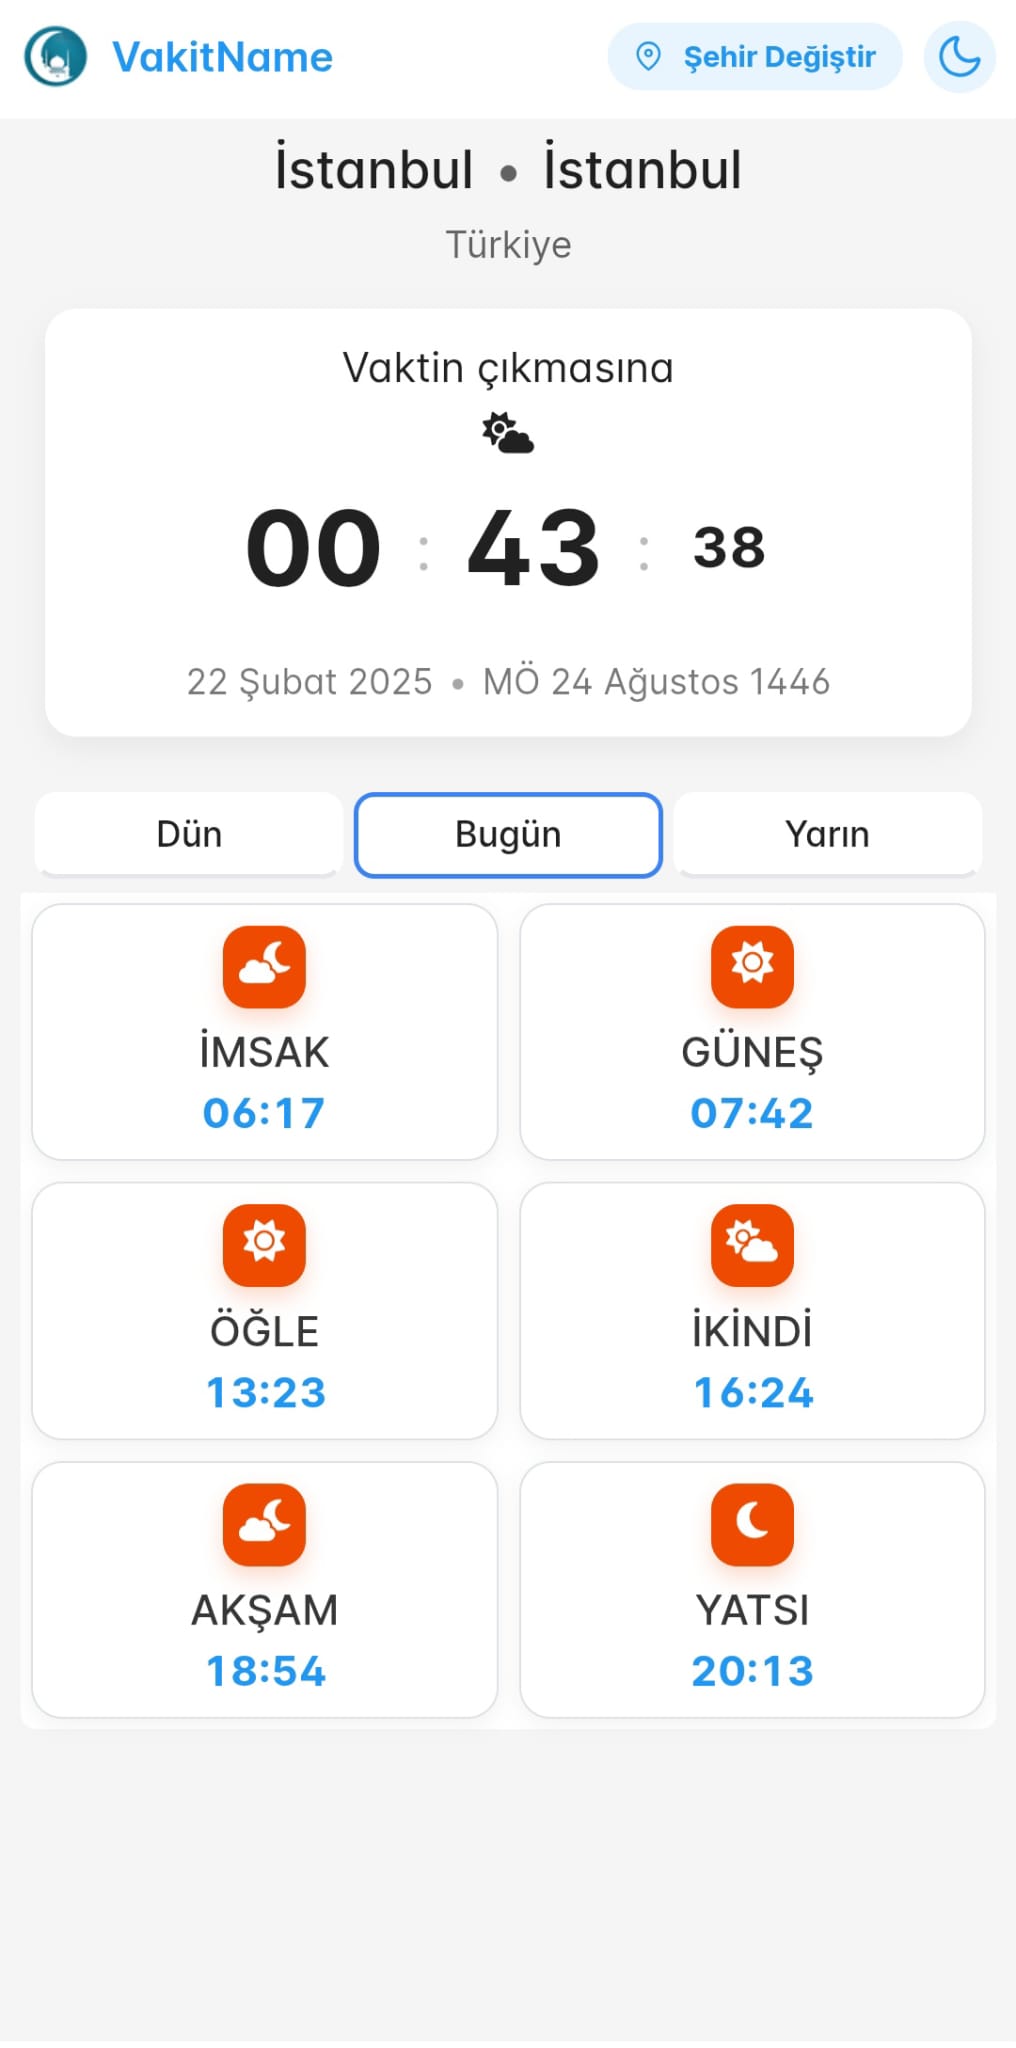 VakitName
Şehir Değiştir
İstanbul • İstanbul
Türkiye
Vaktin çıkmasına
00 : 43 : 38
22 Şubat 2025 • MÖ 24 Ağustos 1446
Dün
Bugün
Yarın
İMSAK
06:17
GÜNEŞ
07:42
ÖĞLE
13:23
İKİNDİ
16:24
AKŞAM
18:54
YATSI
20:13